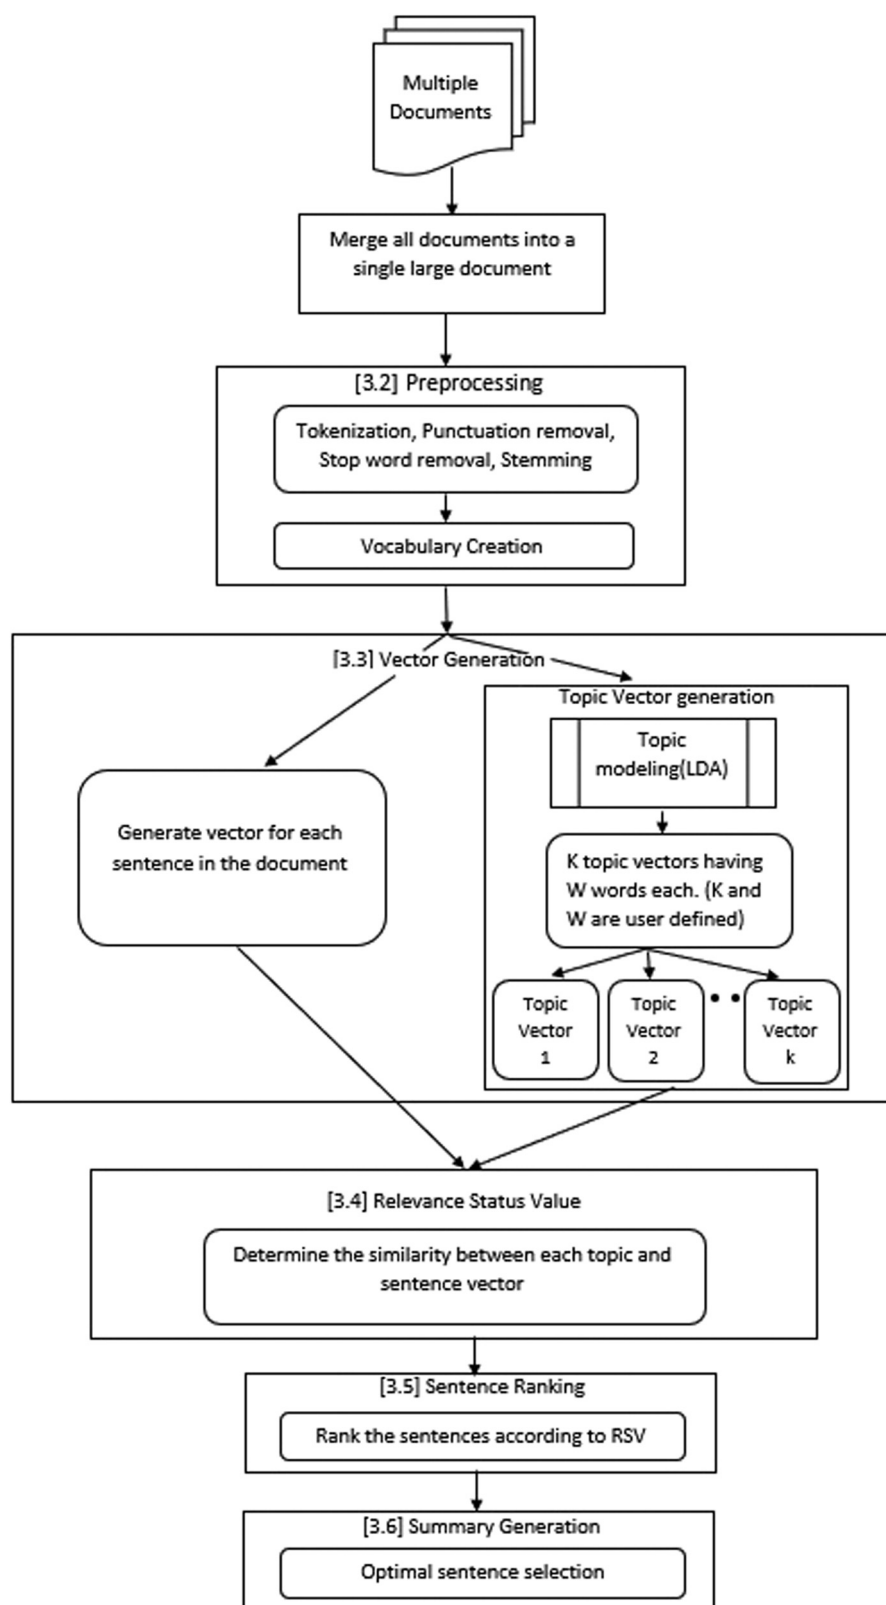 Multiple
Documents
Merge all documents into a
single large document
[3.2] Preprocessing
Tokenization, Punctuation removal,
Stop word removal, Stemming
Vocabulary Creation
[3.3] Vector Generation
Generate vector for each
sentence in the document
Topic Vector generation
Topic
modeling(LDA)
K topic vectors having
W words each. (K and
W are user defined)
Topic
Vector
1
Topic
Vector
2
Topic
Vector
k
[3.4] Relevance Status Value
Determine the similarity between each topic and
sentence vector
[3.5] Sentence Ranking
Rank the sentences according to RSV
[3.6] Summary Generation
Optimal sentence selection